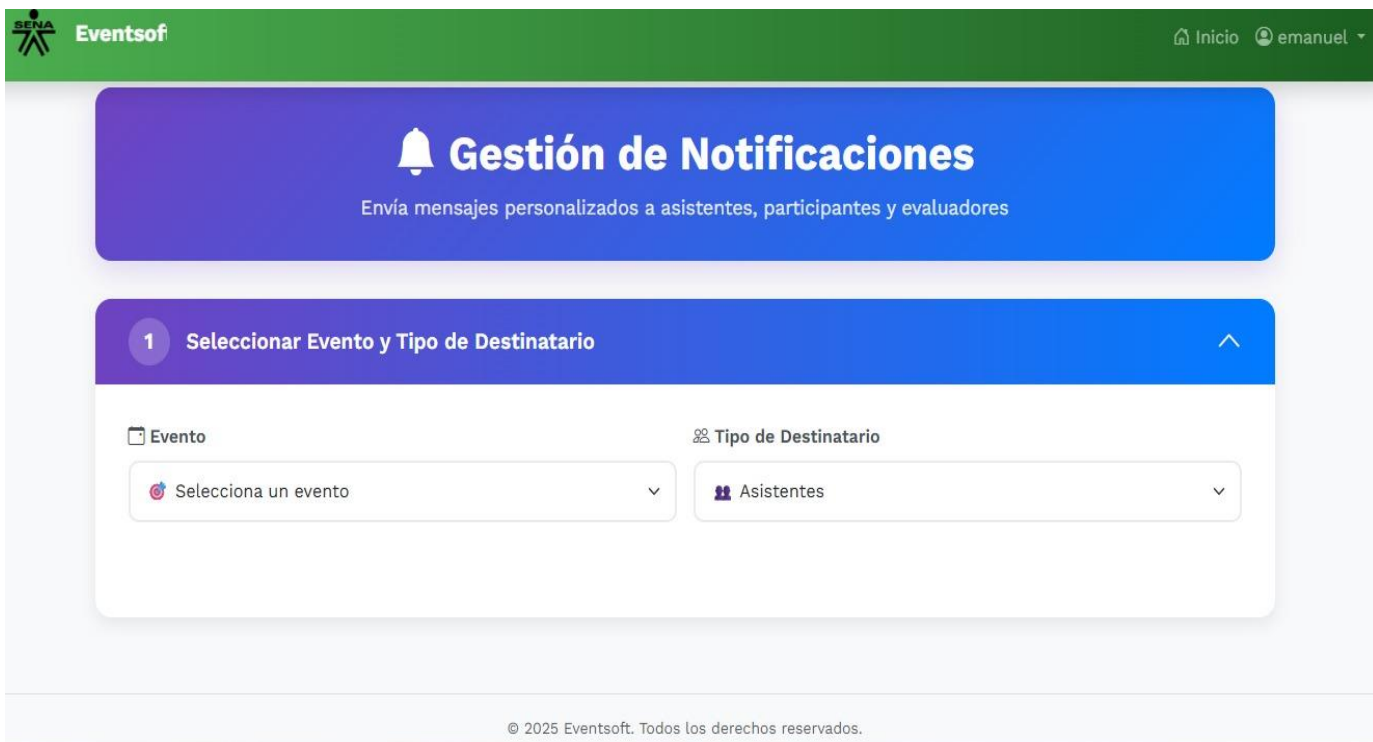 SENA
Eventsof
Inicio emanuel
Gestión de Notificaciones
Envía mensajes personalizados a asistentes, participantes y evaluadores
1 Seleccionar Evento y Tipo de Destinatario
Evento Tipo de Destinatario
Selecciona un evento Asistentes
© 2025 Eventsoft. Todos los derechos reservados.